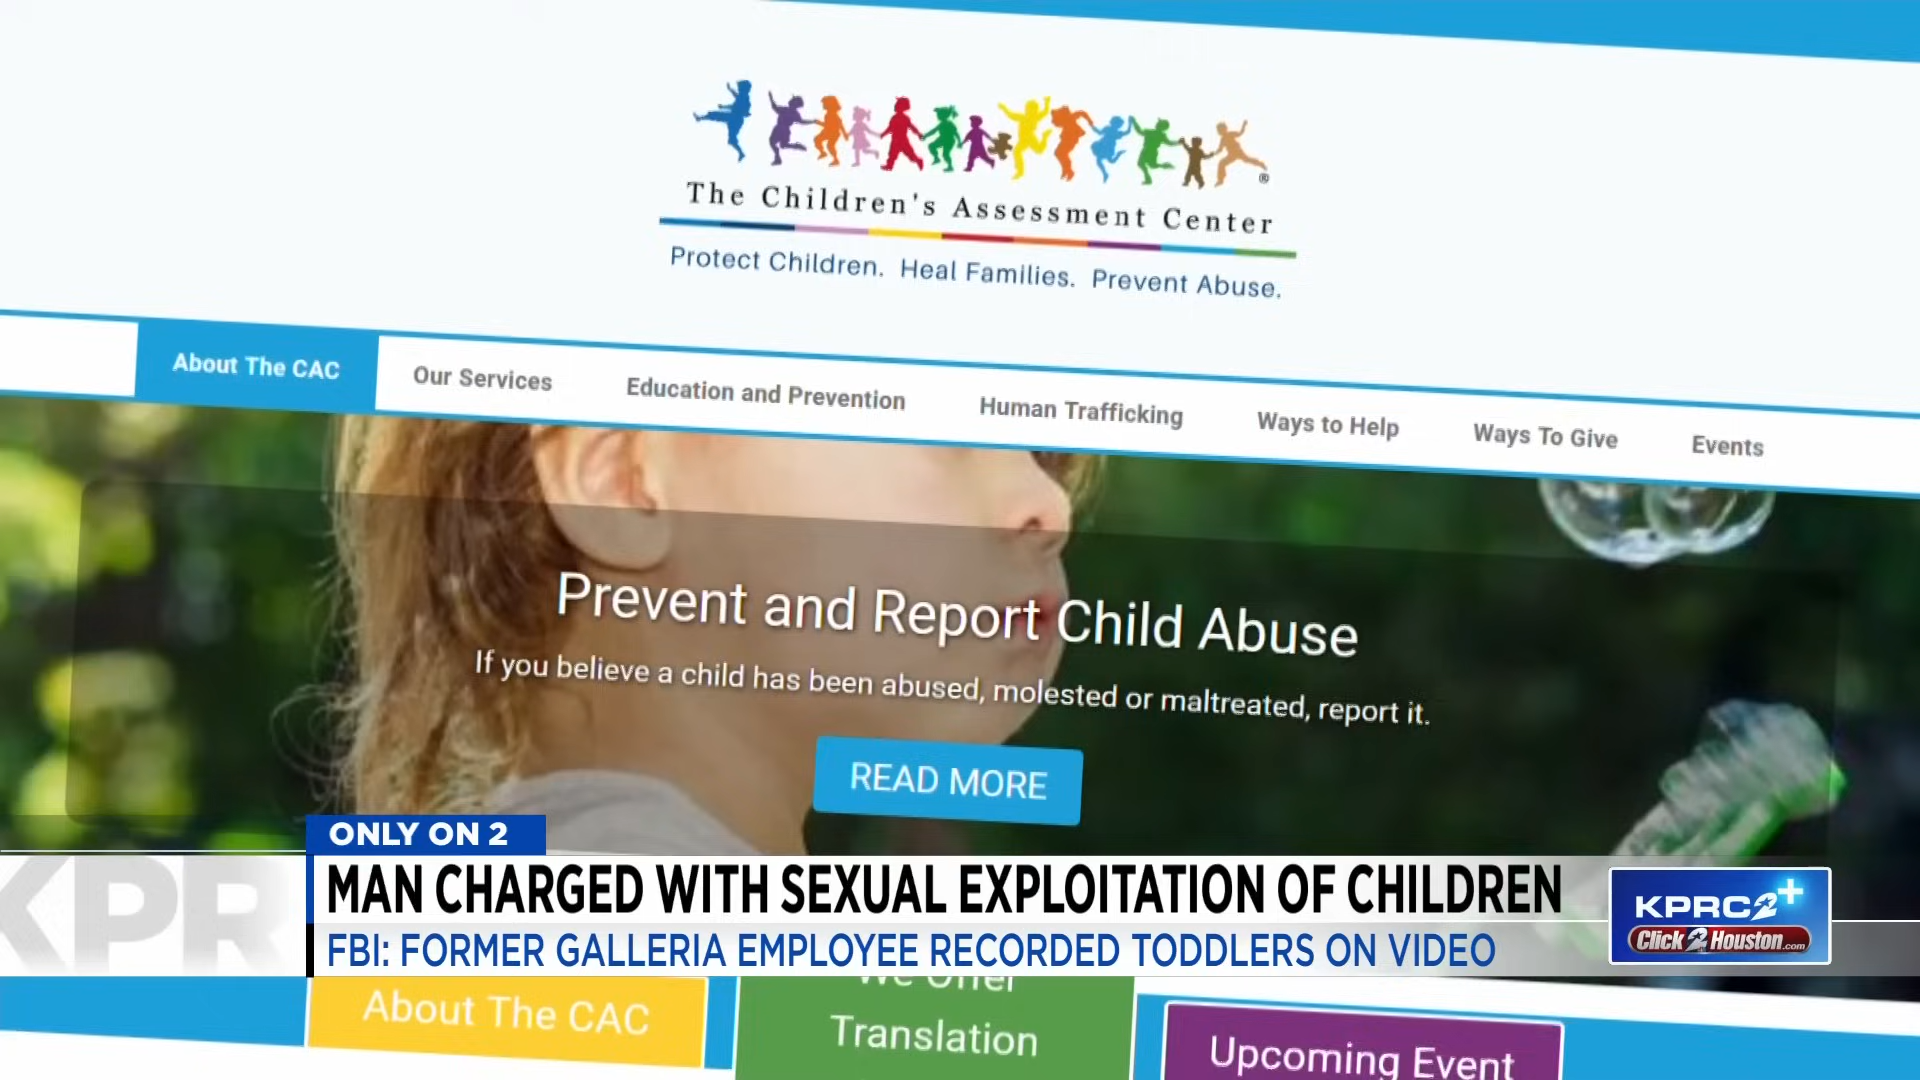 ®
The Children's Assessment Center
Protect Children. Heal Families. Prevent Abuse.
About The CAC
Our Services
Education and Prevention
Human Trafficking
Ways to Help
Ways To Give
Events
Prevent and Report Child Abuse
If you believe a child has been abused, molested or maltreated, report it.
READ MORE
ONLY ON 2
KPR
MAN CHARGED WITH SEXUAL EXPLOITATION OF CHILDREN
FBI: FORMER GALLERIA EMPLOYEE RECORDED TODDLERS ON VIDEO
KPRC2+
Click2Houston.com
About The CAC
We Offer
Translation
Upcoming Event